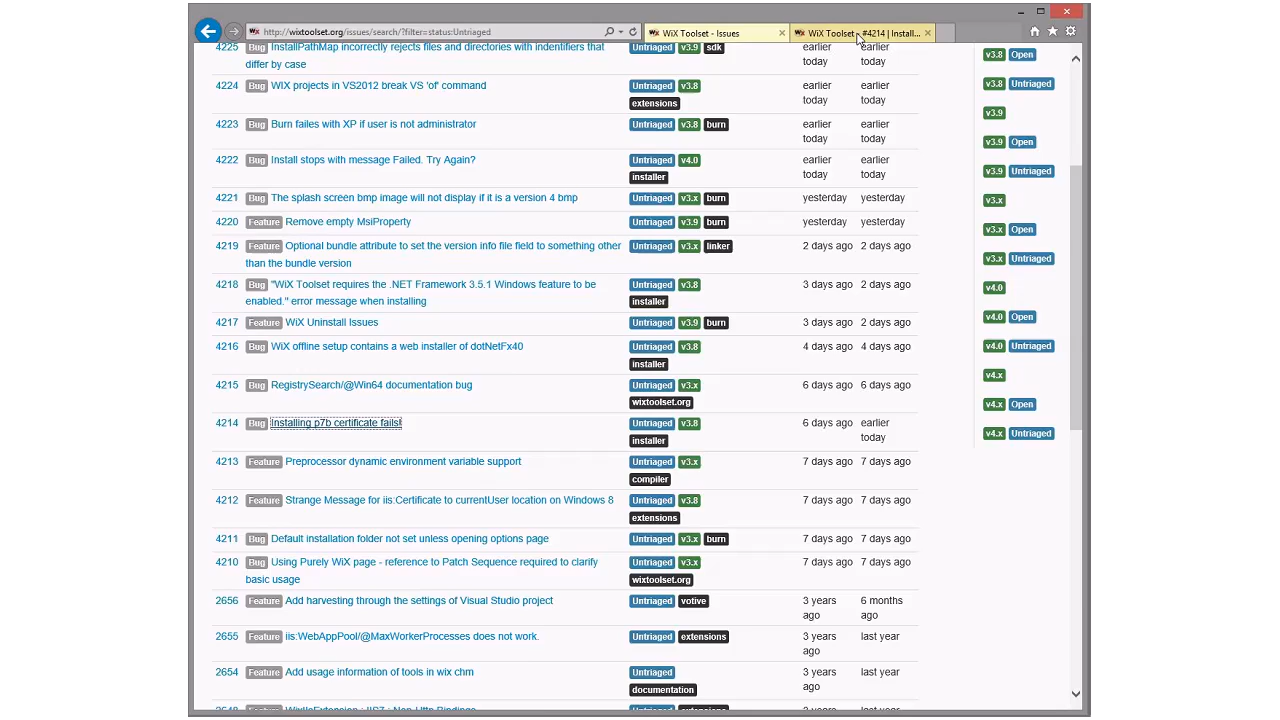 http://wixtoolset.org/issues/search/?filter=status:Untriaged
WiX Toolset - Issues
WiX Toolset - #4214 | Install...
4225 Bug InstallPathMap incorrectly rejects files and directories with indentifers that differ by case Untriaged v3.9 sdk earlier today earlier today
4224 Bug WIX projects in VS2012 break VS 'of' command Untriaged v3.8 extensions earlier today earlier today
4223 Bug Burn failes with XP if user is not administrator Untriaged v3.8 burn earlier today earlier today
4222 Bug Install stops with message Failed. Try Again? Untriaged v4.0 installer earlier today earlier today
4221 Bug The splash screen bmp image will not display if it is a version 4 bmp Untriaged v3.x burn yesterday yesterday
4220 Feature Remove empty MsiProperty Untriaged v3.9 burn yesterday yesterday
4219 Feature Optional bundle attribute to set the version info file field to something other than the bundle version Untriaged v3.x linker 2 days ago 2 days ago
4218 Bug "WiX Toolset requires the .NET Framework 3.5.1 Windows feature to be enabled." error message when installing Untriaged v3.8 installer 3 days ago 2 days ago
4217 Feature WiX Uninstall Issues Untriaged v3.9 burn 3 days ago 2 days ago
4216 Bug WiX offline setup contains a web installer of dotNetFx40 Untriaged v3.8 installer 4 days ago 4 days ago
4215 Bug RegistrySearch/@Win64 documentation bug Untriaged v3.x wixtoolset.org 6 days ago 6 days ago
4214 Bug Installing p7b certificate fails! Untriaged v3.8 installer 6 days ago earlier today
4213 Feature Preprocessor dynamic environment variable support Untriaged v3.x compiler 7 days ago 7 days ago
4212 Feature Strange Message for iis:Certificate to currentUser location on Windows 8 Untriaged v3.8 extensions 7 days ago 7 days ago
4211 Bug Default installation folder not set unless opening options page Untriaged v3.x burn 7 days ago 7 days ago
4210 Bug Using Purely WiX page - reference to Patch Sequence required to clarify basic usage Untriaged v3.x wixtoolset.org 7 days ago 7 days ago
2656 Feature Add harvesting through the settings of Visual Studio project Untriaged votive 3 years ago 6 months ago
2655 Feature iis:WebAppPool/@MaxWorkerProcesses does not work. Untriaged extensions 3 years ago last year
2654 Feature Add usage information of tools in wix chm Untriaged documentation 3 years ago last year
v3.8 Open
v3.8 Untriaged
v3.9
v3.9 Open
v3.9 Untriaged
v3.x
v3.x Open
v3.x Untriaged
v4.0
v4.0 Open
v4.0 Untriaged
v4.x
v4.x Open
v4.x Untriaged